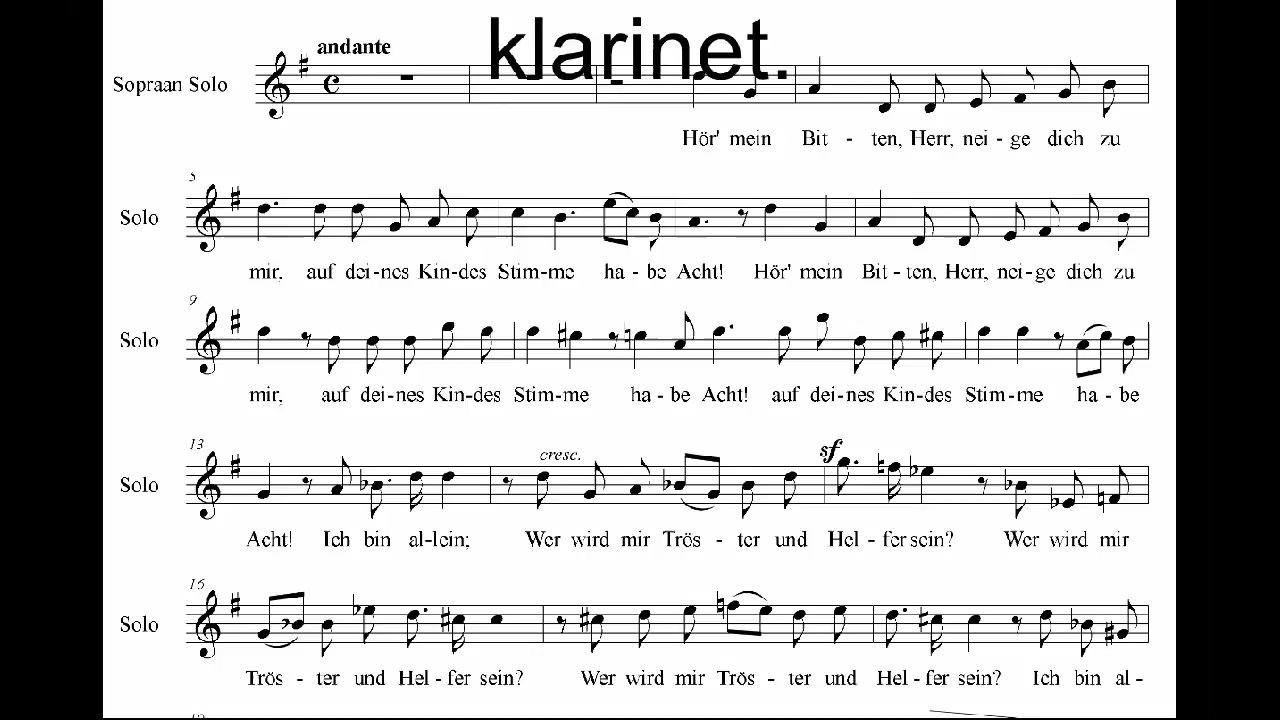 klarinet.
andante
Sopraan Solo
Hör' mein Bit - ten, Herr, nei - ge dich zu
5
Solo
mir, auf dei-nes Kin-des Stim-me ha - be Acht! Hör' mein Bit - ten, Herr, nei-ge dich zu
9
Solo
mir, auf dei-nes Kin-des Stim-me ha - be Acht! auf dei-nes Kin-des Stim-me ha - be
13
cresc.
sf
Solo
Acht! Ich bin al-lein; Wer wird mir Trös - ter und Hel - fer sein? Wer wird mir
16
Solo
Trös - ter und Hel - fer sein? Wer wird mir Trös - ter und Hel - fer sein? Ich bin al -